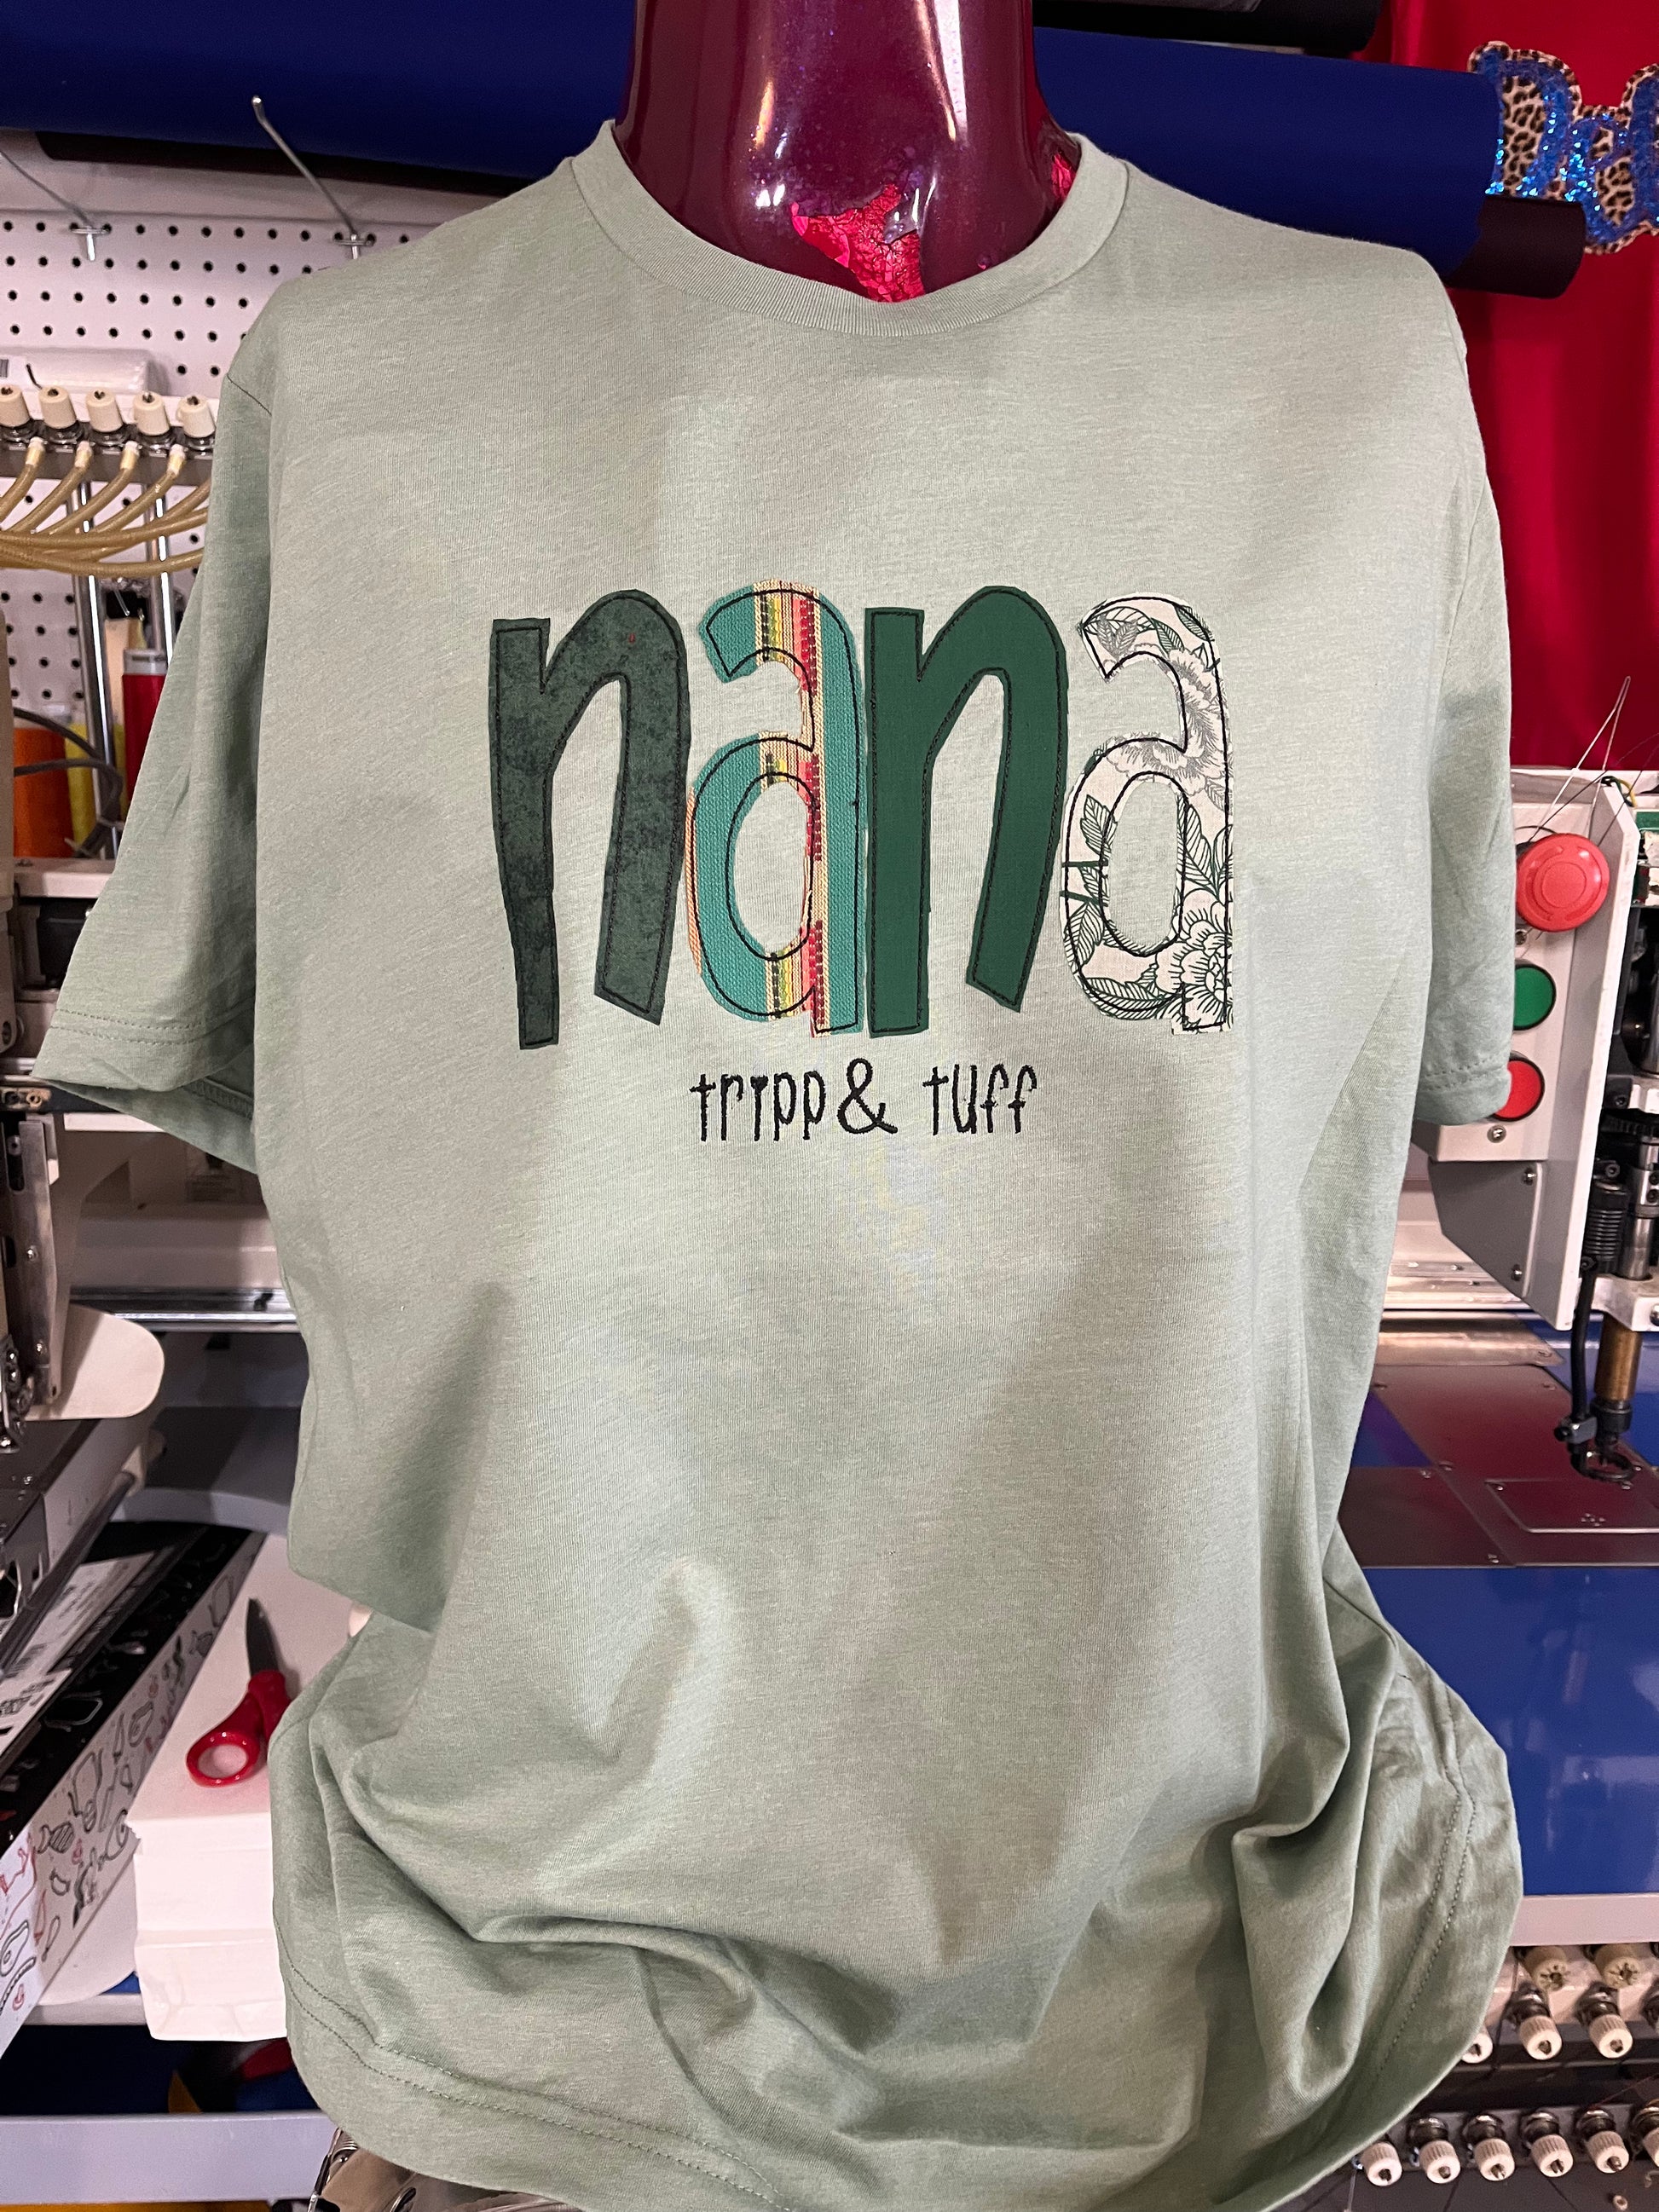 nana
tripp & tuff